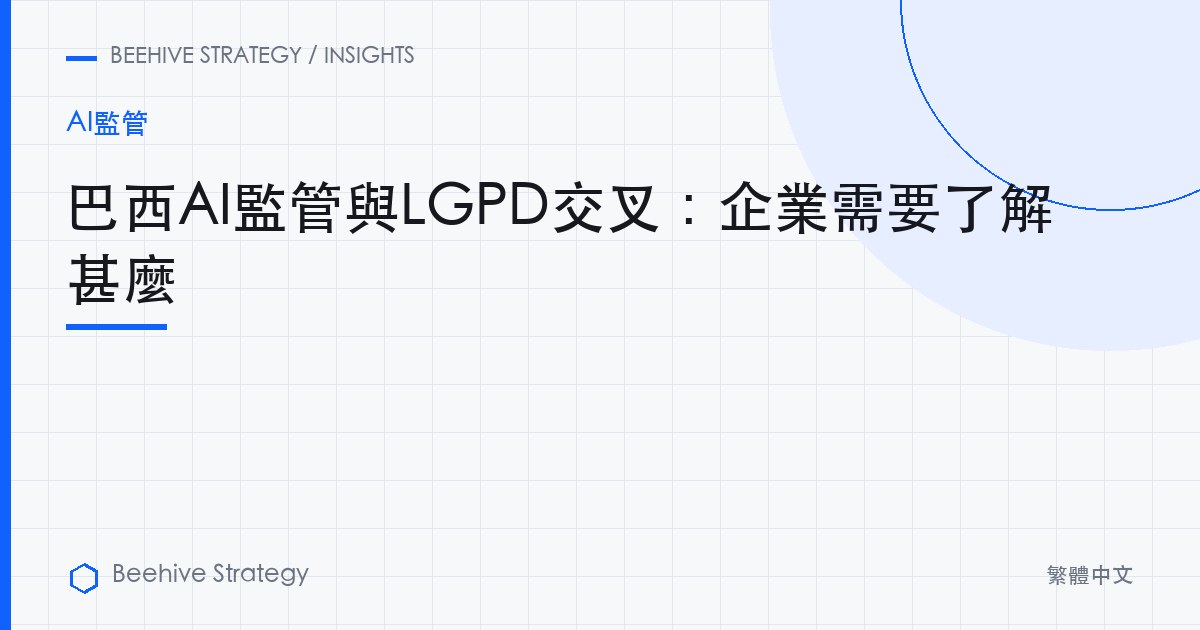 BEEHIVE STRATEGY / INSIGHTS
AI監管
巴西AI監管與LGPD交叉：企業需要了解
甚麼
Beehive Strategy
繁體中文